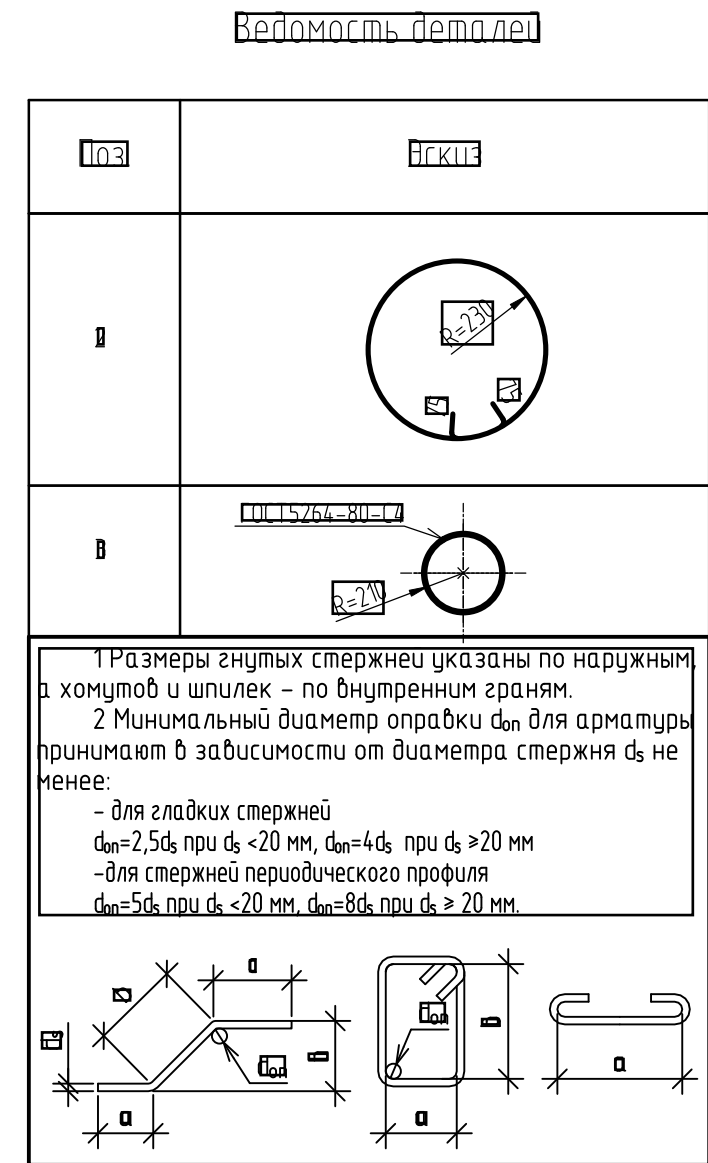 Ведомость деталей
Поз
Эскиз
R=230
ГОСТ5264-80-С4
8
R=210
1 Размеры гнутых стержней указаны по наружным,
а хомутов и шпилек – по внутренним граням.
2 Минимальный диаметр оправки dоп для арматуры
принимают в зависимости от диаметра стержня ds не
менее:
– для гладких стержней
dоп=2,5ds при ds <20 мм, dоп=4ds при ds ≥20 мм
–для стержней периодического профиля
dоп=5ds при ds <20 мм, dоп=8ds при ds ≥ 20 мм.
a
ds
dоп
b
a
dоп
b
a
a